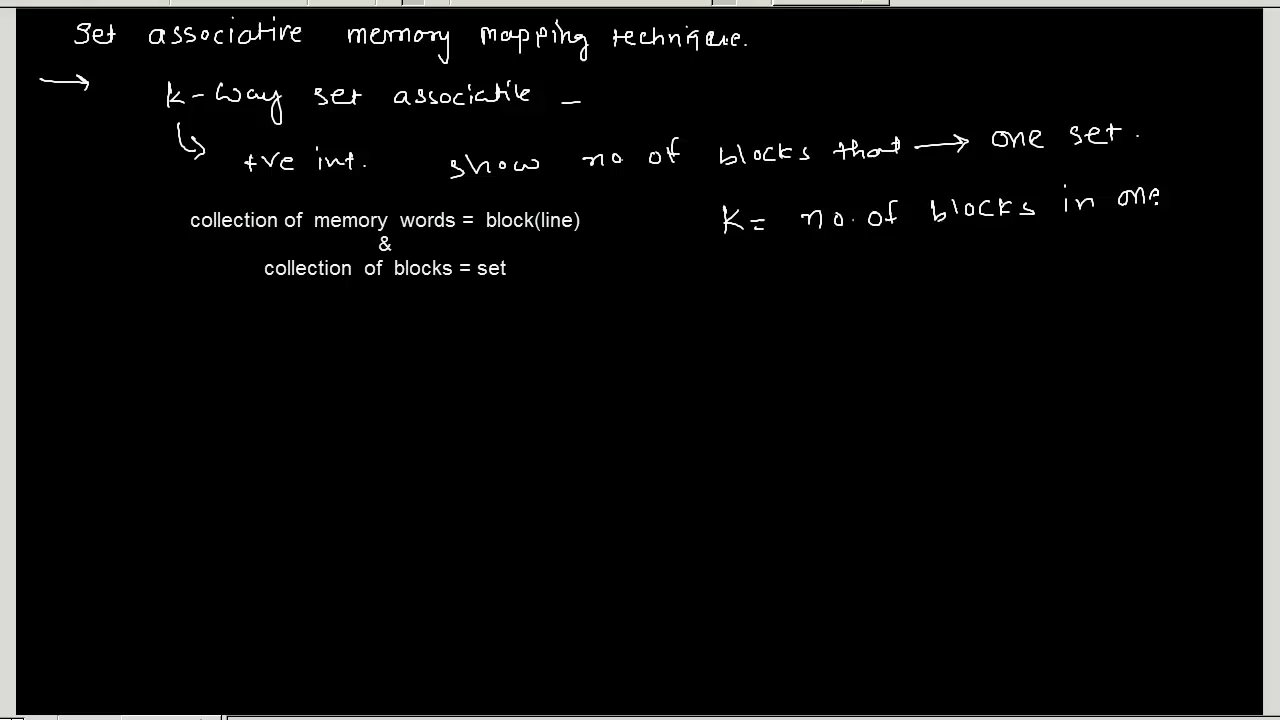 Set associative memory mapping technique.
→ k-way set associative –
+ve int. show no of blocks that → one set.
collection of memory words = block(line)
&
collection of blocks = set
K = no. of blocks in one